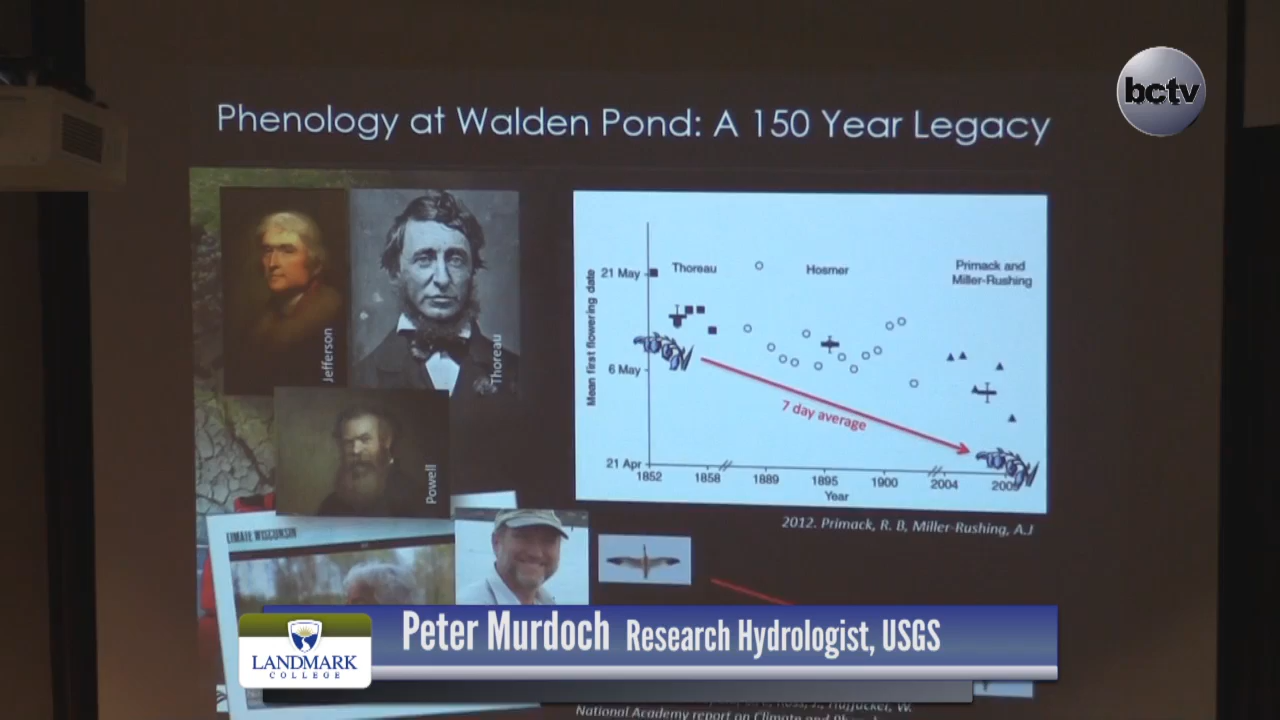 bctv
Phenology at Walden Pond: A 150 Year Legacy
Jefferson
Thoreau
Powell
Mean first flowering date
21 May
6 May
21 Apr
Thoreau
Hosmer
Primack and
Miller-Rushing
7 day average
1852
1858
1889
1895
1900
2004
Year
2012. Primack, R. B, Miller-Rushing, A.J
WISCONSIN
Peter Murdoch Research Hydrologist, USGS
LANDMARK
COLLEGE
National Academy report on Climate and